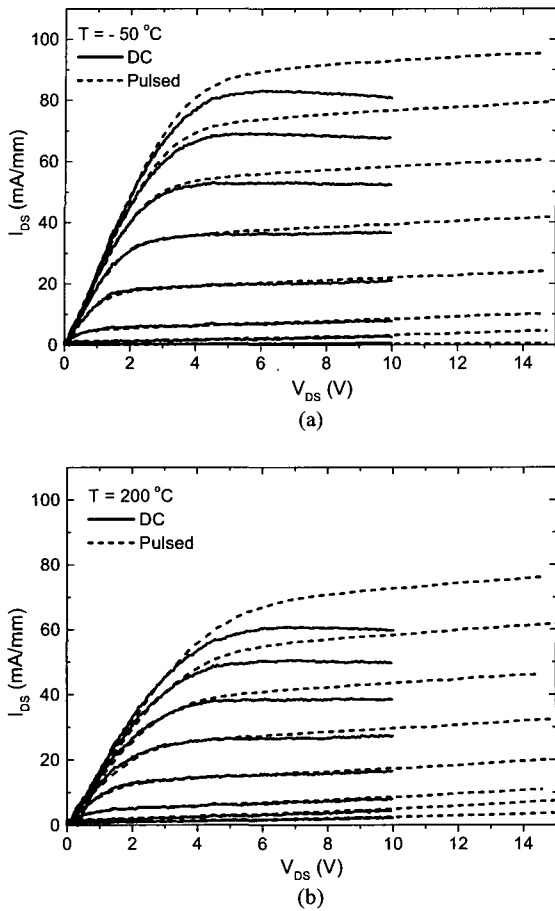 T = - 50 °C
DC
Pulsed
100
80
60
40
20
0
I_DS (mA/mm)
0 2 4 6 8 10 12 14
V_DS (V)
(a)
T = 200 °C
DC
Pulsed
100
80
60
40
20
0
I_DS (mA/mm)
0 2 4 6 8 10 12 14
V_DS (V)
(b)